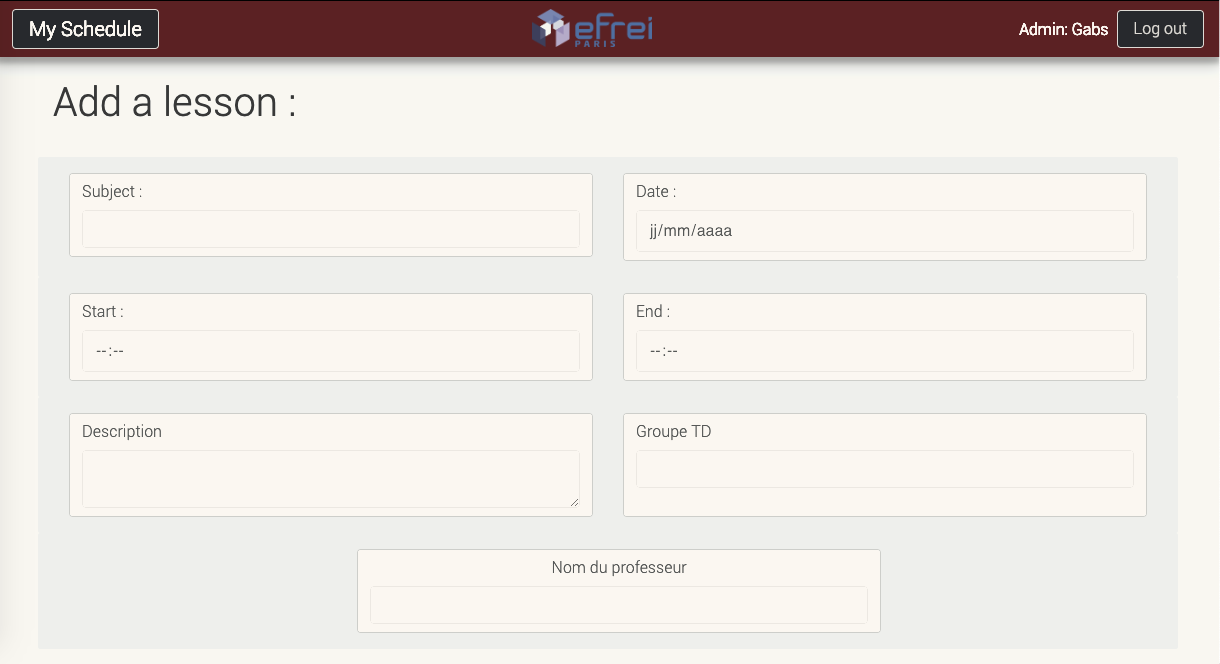 My Schedule
efrei
PARIS
Admin: Gabs
Log out
Add a lesson :
Subject :
Date :
jj/mm/aaaa
Start :
End :
--:--
--:--
Description
Groupe TD
Nom du professeur